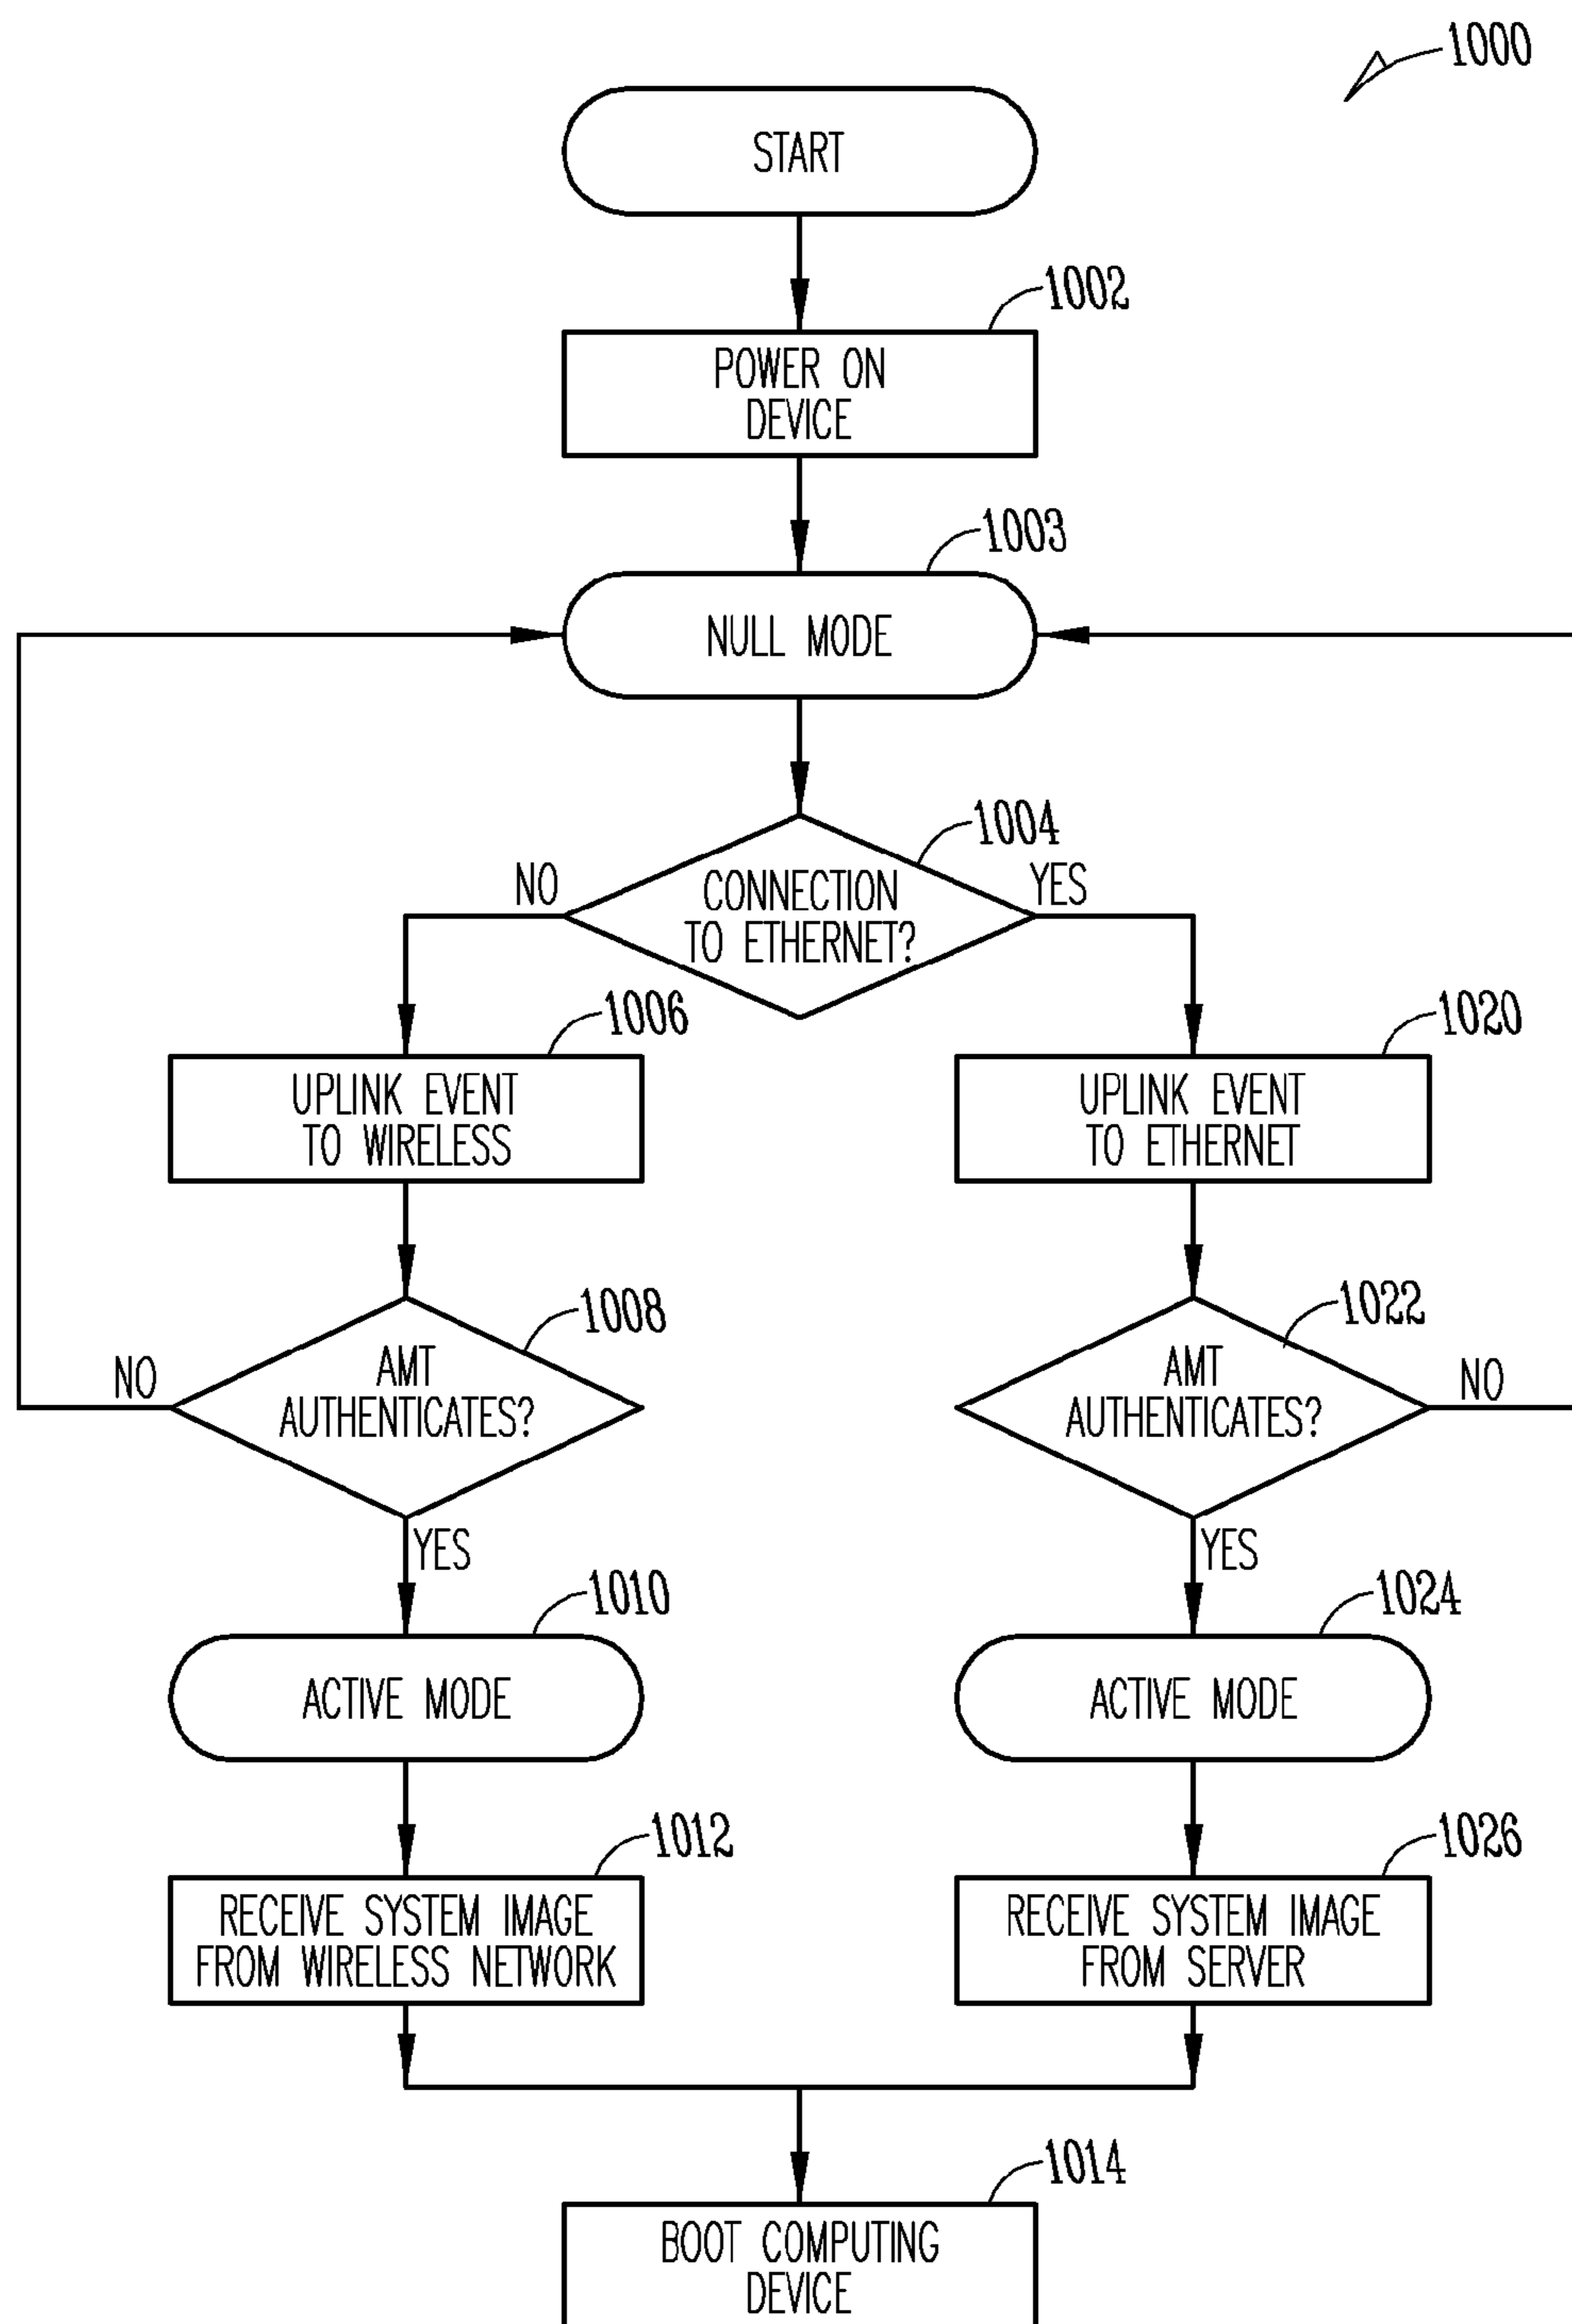 1000
START
1002
POWER ON
DEVICE
1003
NULL MODE
1004
NO
CONNECTION
TO ETHERNET?
YES
1006
UPLINK EVENT
TO WIRELESS
1020
UPLINK EVENT
TO ETHERNET
1008
NO
AMT
AUTHENTICATES?
YES
1022
AMT
AUTHENTICATES?
NO
YES
1010
ACTIVE MODE
1024
ACTIVE MODE
1012
RECEIVE SYSTEM IMAGE
FROM WIRELESS NETWORK
1026
RECEIVE SYSTEM IMAGE
FROM SERVER
1014
BOOT COMPUTING
DEVICE